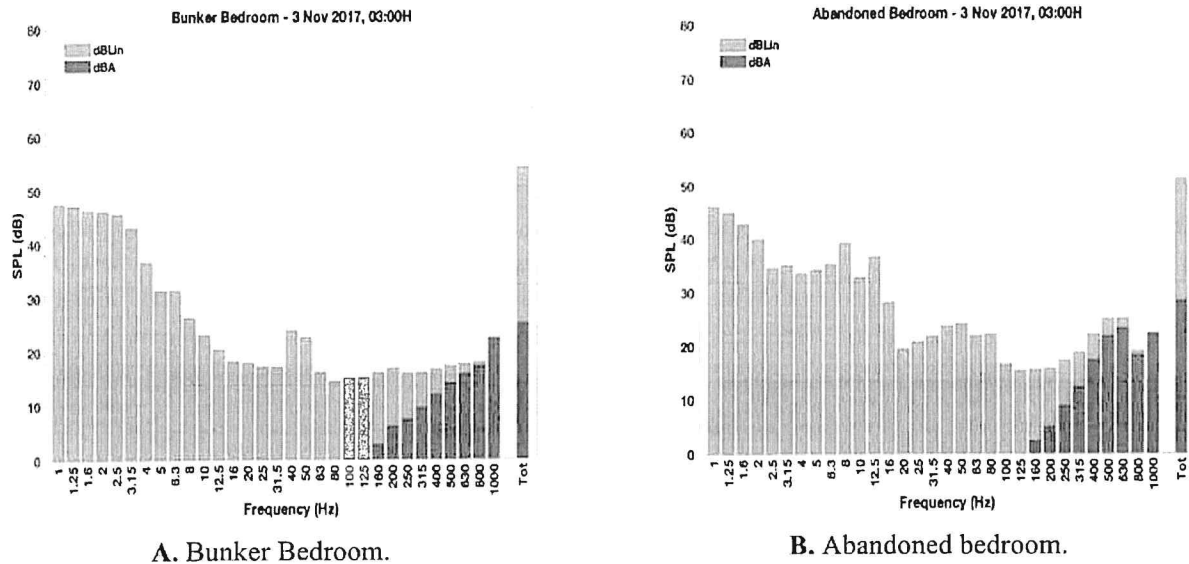 Bunker Bedroom - 3 Nov 2017, 03:00H
80
70
60
50
40
30
20
10
0
SPL (dB)
dBLin
dBA
1 1.25 1.6 2 2.5 3.15 4 5 6.3 8 10 12.5 16 20 25 31.5 40 50 63 80 100 125 160 200 250 315 400 500 630 800 1000 Tot
Frequency (Hz)
A. Bunker Bedroom.
Abandoned Bedroom - 3 Nov 2017, 03:00H
80
70
60
50
40
30
20
10
0
SPL (dB)
dBLin
dBA
1 1.25 1.6 2 2.5 3.15 4 5 6.3 8 10 12.5 16 20 25 31.5 40 50 63 80 100 125 160 200 250 315 400 500 630 800 1000 Tot
Frequency (Hz)
B. Abandoned bedroom.